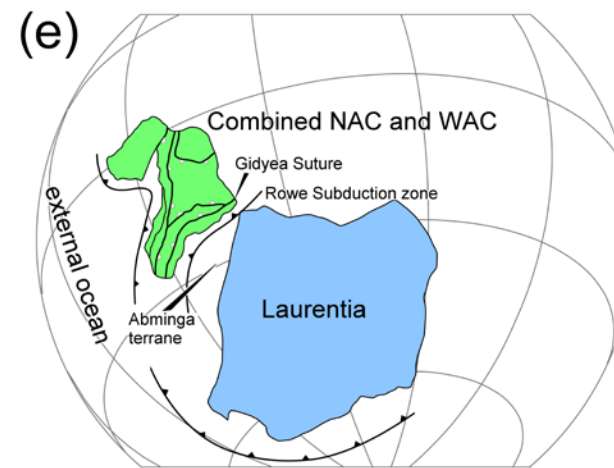 (e)
Combined NAC and WAC
Gidyea Suture
Rowe Subduction zone
external ocean
Abminga
terrane
Laurentia